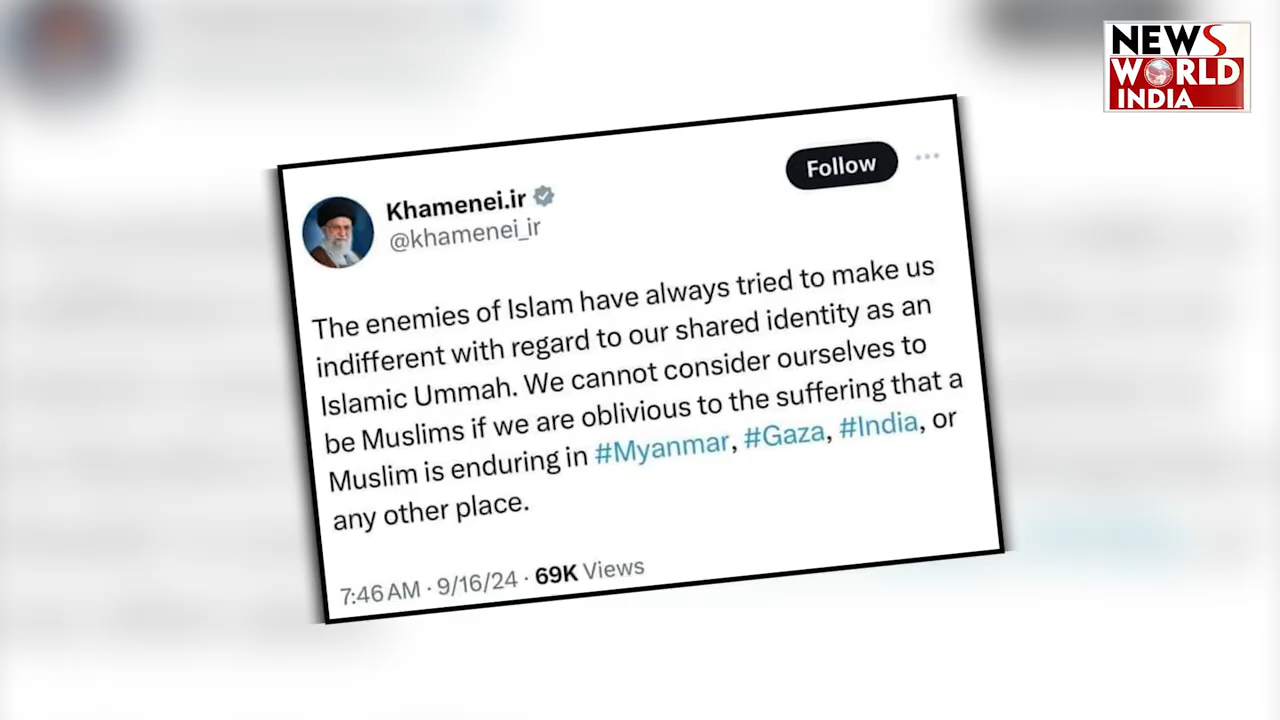 NEWS
WORLD
INDIA
Follow
Khamenei.ir
@khamenei_ir
The enemies of Islam have always tried to make us
indifferent with regard to our shared identity as an
Islamic Ummah. We cannot consider ourselves to
be Muslims if we are oblivious to the suffering that a
Muslim is enduring in #Myanmar, #Gaza, #India, or
any other place.
7:46 AM · 9/16/24 · 69K Views